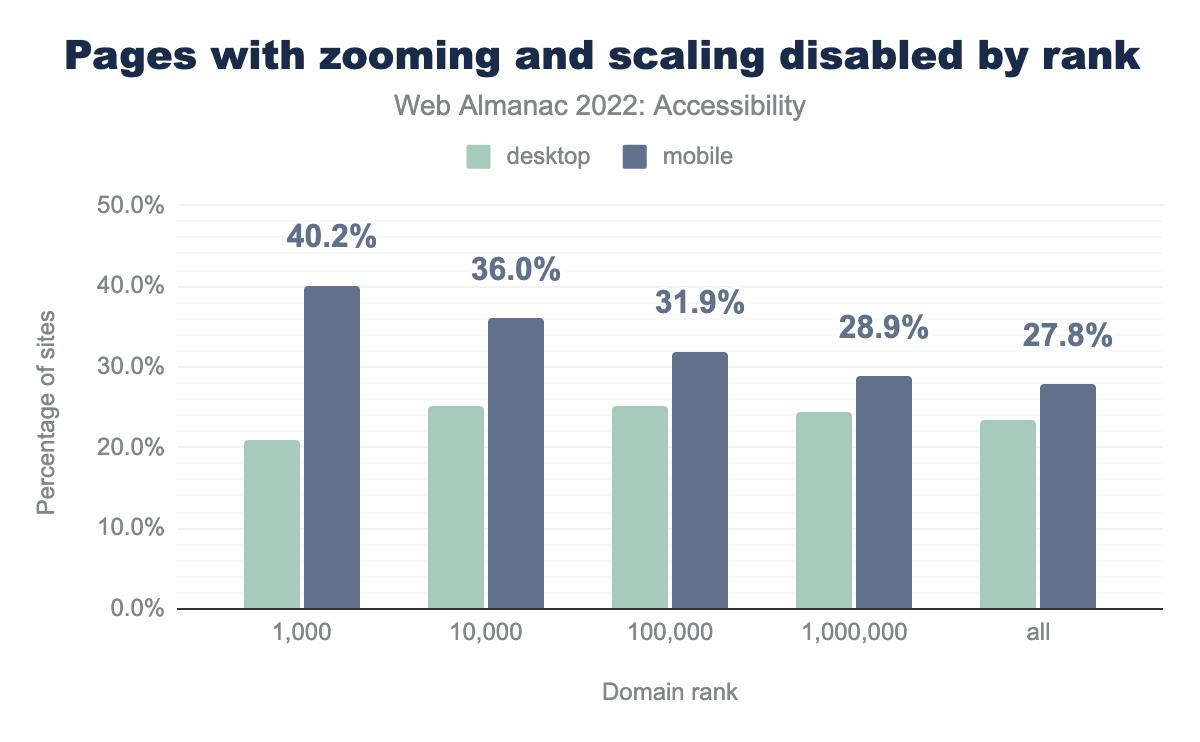 Pages with zooming and scaling disabled by rank
Web Almanac 2022: Accessibility
desktop mobile
Percentage of sites
50.0%
40.0%
30.0%
20.0%
10.0%
0.0%
40.2%
36.0%
31.9%
28.9%
27.8%
1,000 10,000 100,000 1,000,000 all
Domain rank